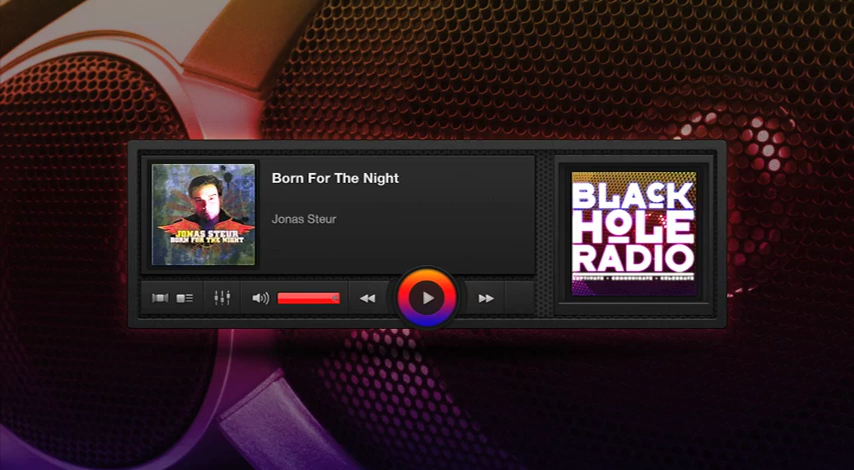 Born For The Night
Jonas Steur
JONAS STEUR
BORN FOR THE NIGHT
BLACK
HOLE
RADIO